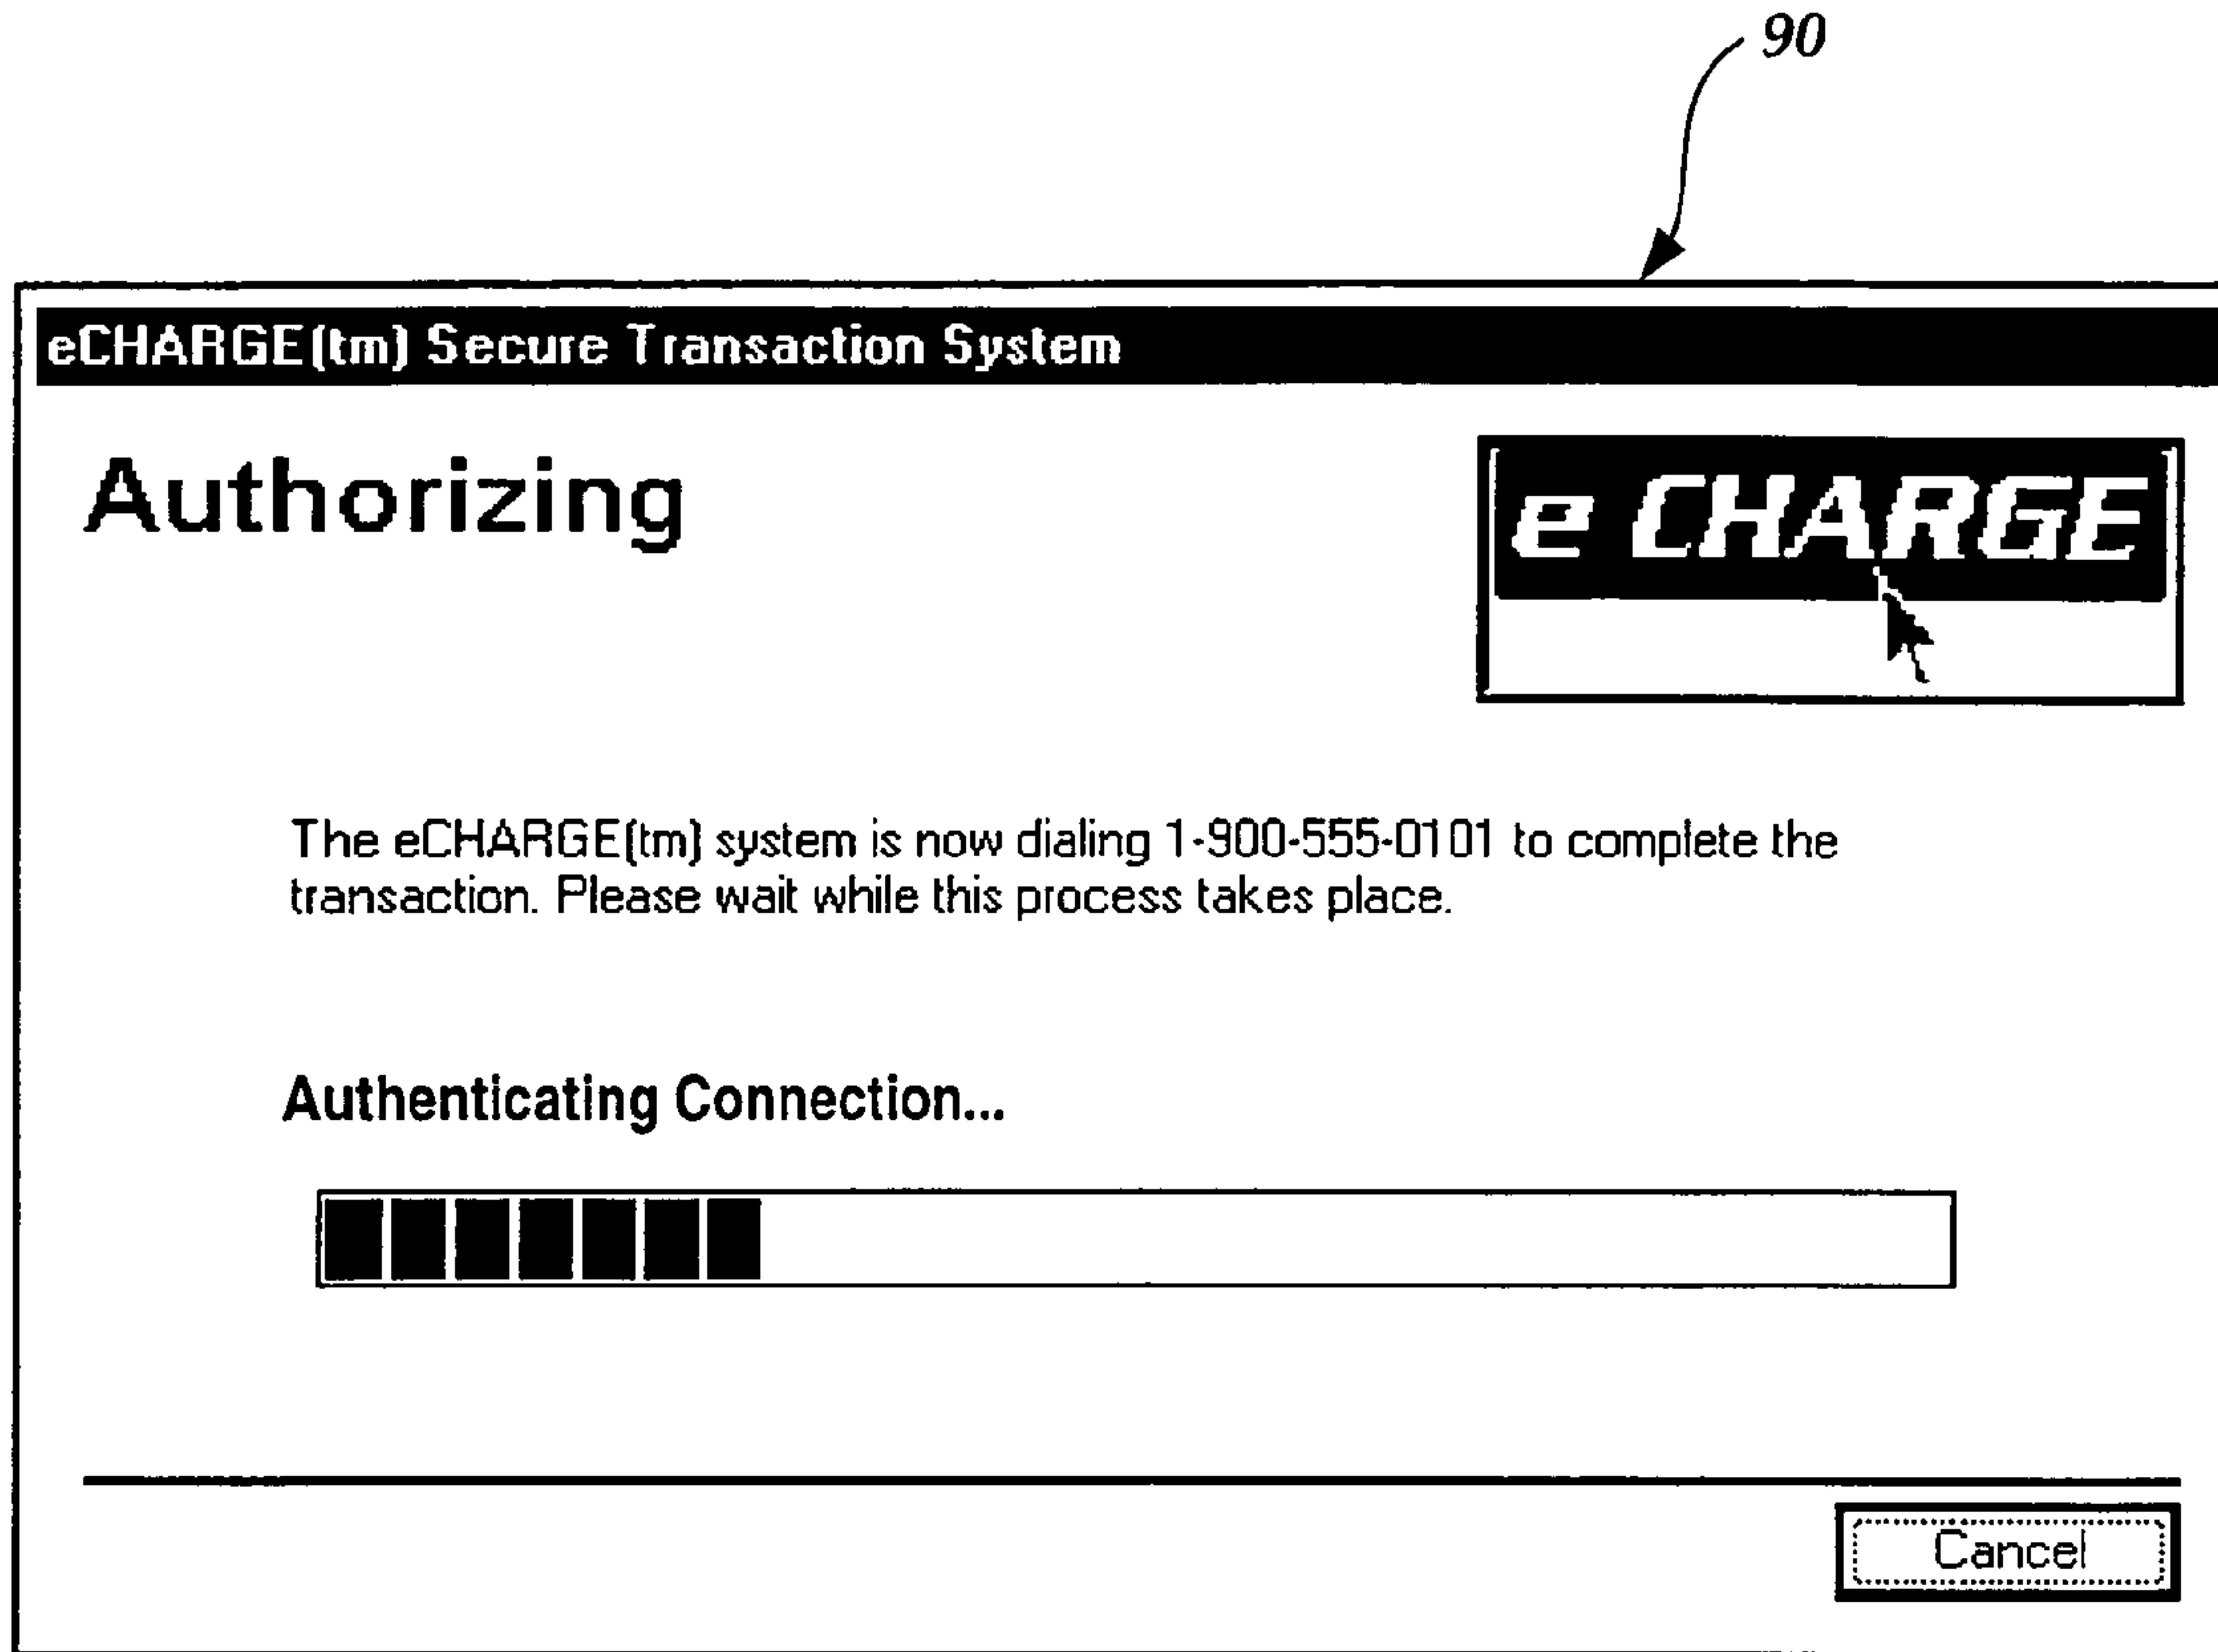 90
eCHARGE(tm) Secure Transaction System
Authorizing
e CHARGE
The eCHARGE(tm) system is now dialing 1-900-555-0101 to complete the
transaction. Please wait while this process takes place.
Authenticating Connection...
Cancel